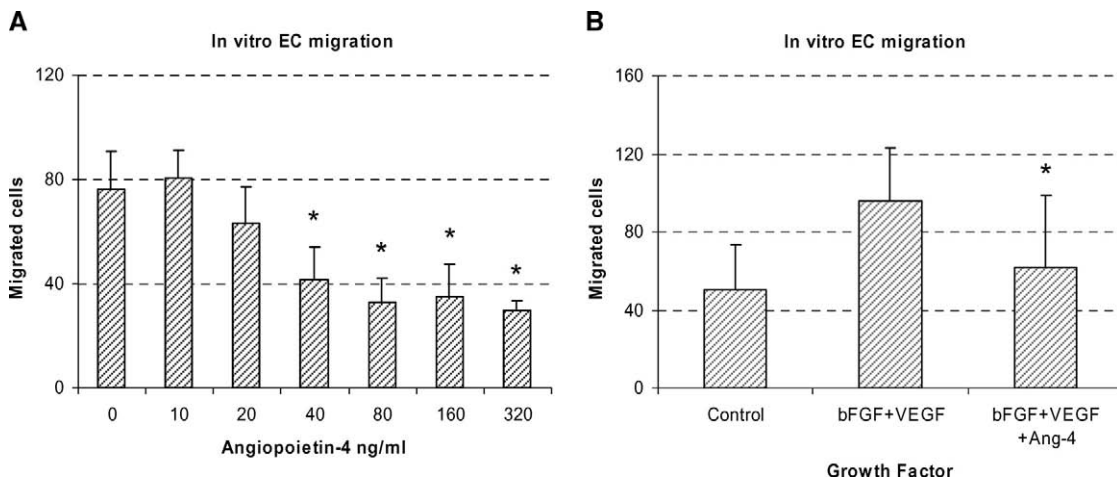 A
In vitro EC migration
120
80
40
0
Migrated cells
*
*
*
*
0 10 20 40 80 160 320
Angiopoietin-4 ng/ml
B
In vitro EC migration
160
120
80
40
0
Migrated cells
*
Control bFGF+VEGF bFGF+VEGF
+Ang-4
Growth Factor